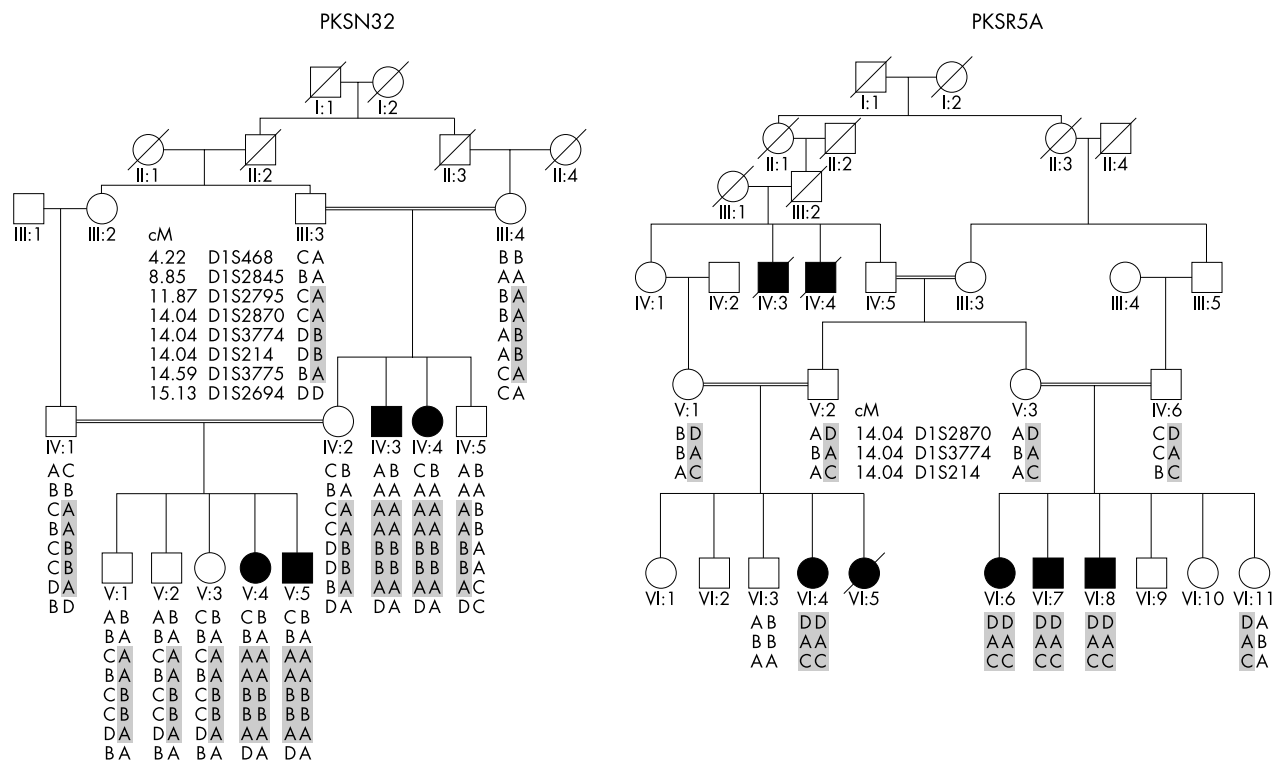 PKSN32
I:1 I:2
II:1 II:2 II:3 II:4
III:1 III:2 III:3 III:4
cM
4.22 D1S468 C A B B
8.85 D1S2845 B A A A
11.87 D1S2795 C A B A
14.04 D1S2870 C A B A
14.04 D1S3774 D B A B
14.04 D1S214 D B A B
14.59 D1S3775 B A C A
15.13 D1S2694 D D C A
IV:1 IV:2 IV:3 IV:4 IV:5
A C C B A B C B A B
B B B A A A A A A A
C A C A A A A A A B
B A C A A A A A A B
C B D B B B B B B A
C B D B B B B B B A
D A B A A A A A A C
B D D A D A D A D C
V:1 V:2 V:3 V:4 V:5
A B A B C B C B C B
B A B A B A B A B A
C A C A C A A A A A
B A B A B A A A A A
C B C B C B B B B B
C B C B C B B B B B
D A D A D A A A A A
B A B A B A D A D A
PKSR5A
I:1 I:2
II:1 II:2 II:3 II:4
III:1 III:2
IV:1 IV:2 IV:3 IV:4 IV:5 III:3 III:4 III:5
V:1 V:2 cM V:3 IV:6
B D A D 14.04 D1S2870 A D C D
B A B A 14.04 D1S3774 B A C A
A C A C 14.04 D1S214 A C B C
VI:1 VI:2 VI:3 VI:4 VI:5 VI:6 VI:7 VI:8 VI:9 VI:10 VI:11
A B D D D D D D D D D A
B B A A A A A A A A A B
A A C C C C C C C C C A